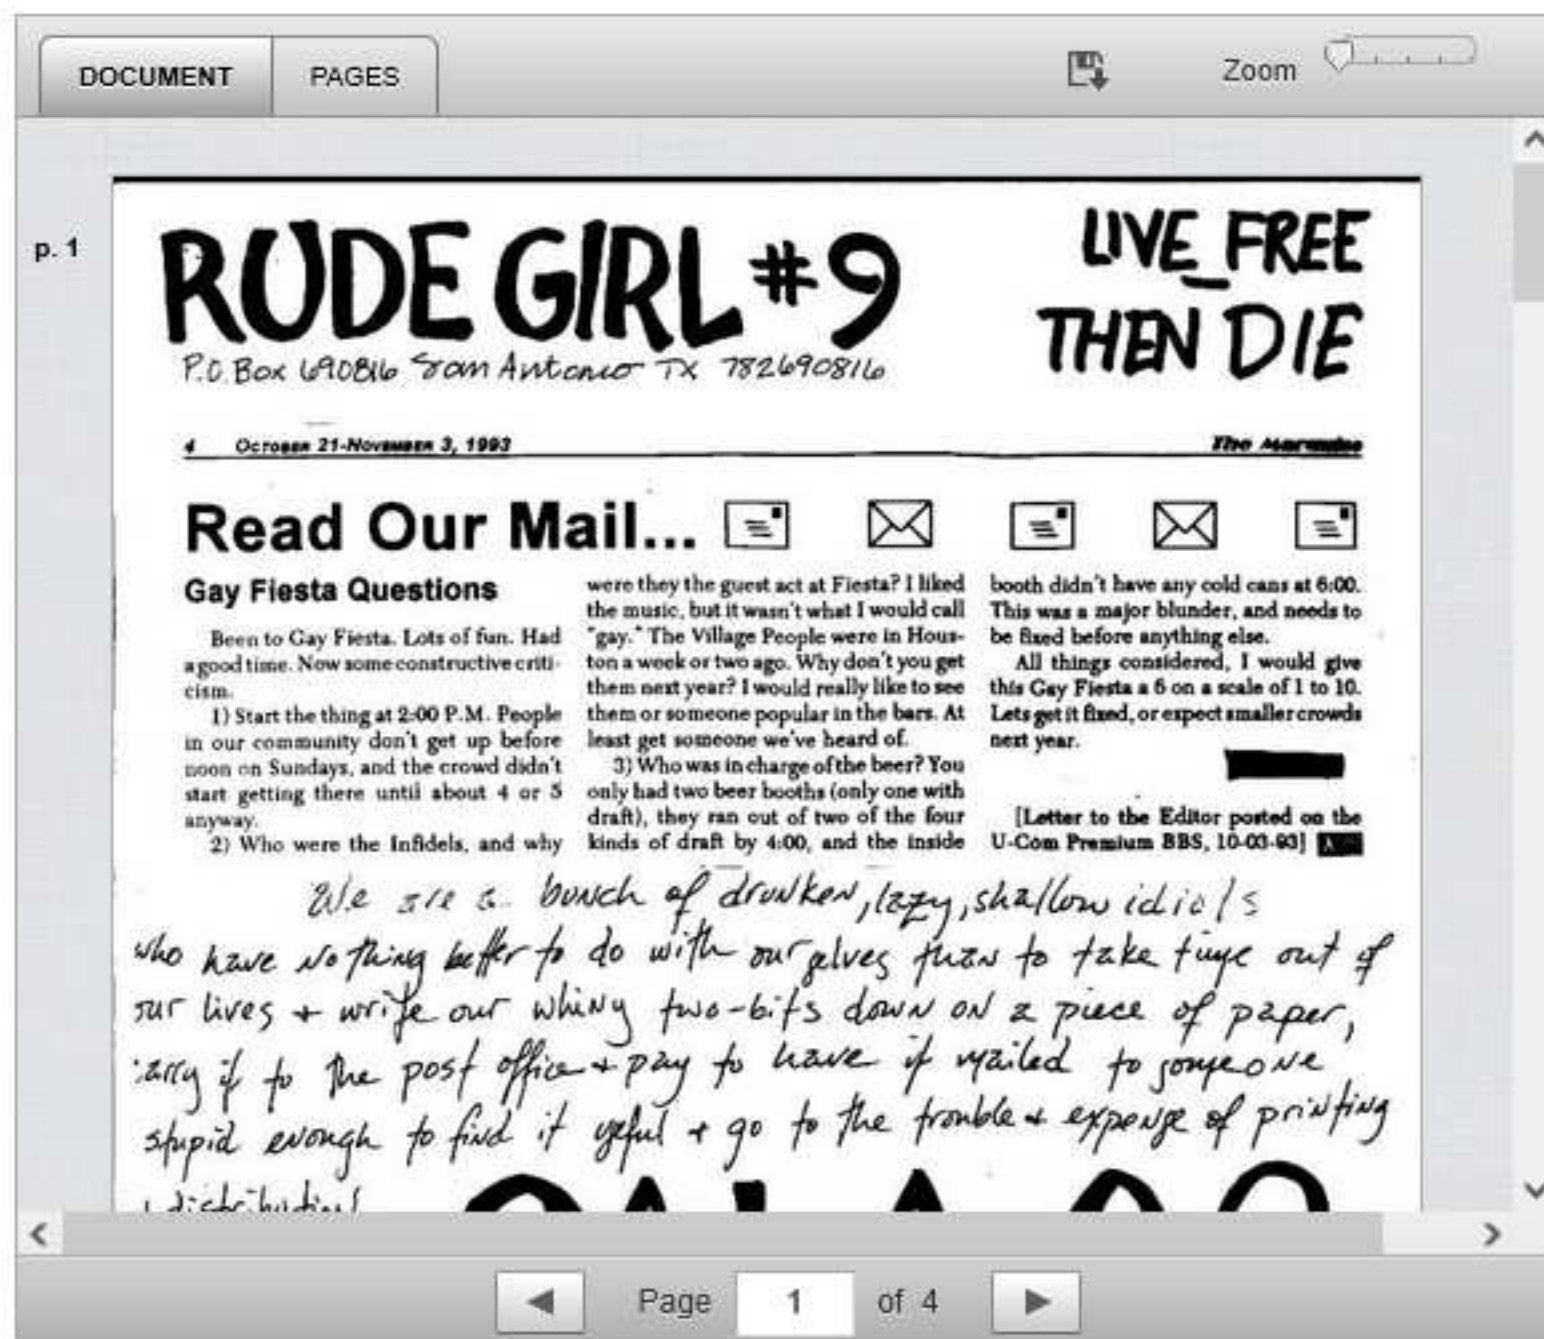 DOCUMENT
PAGES
Zoom
p. 1
RUDE GIRL #9
P.O. Box 690816 San Antonio TX 782690816
LIVE FREE
THEN DIE
4 October 21-November 3, 1993
The
Read Our Mail...
Gay Fiesta Questions
Been to Gay Fiesta. Lots of fun. Had
a good time. Now some constructive criti-
cism.
1) Start the thing at 2:00 P.M. People
in our community don't get up before
noon on Sundays, and the crowd didn't
start getting there until about 4 or 5
anyway.
2) Who were the Infidels, and why
were they the guest act at Fiesta? I liked
the music, but it wasn't what I would call
"gay." The Village People were in Hous-
ton a week or two ago. Why don't you get
them next year? I would really like to see
them or someone popular in the bars. At
least get someone we've heard of.
3) Who was in charge of the beer? You
only had two beer booths (only one with
draft), they ran out of two of the four
kinds of draft by 4:00, and the inside
booth didn't have any cold cans at 6:00.
This was a major blunder, and needs to
be fixed before anything else.
All things considered, I would give
this Gay Fiesta a 6 on a scale of 1 to 10.
Lets get it fixed, or expect smaller crowds
next year.
[Letter to the Editor posted on the
U-Com Premium BBS, 10-03-93]
We are a bunch of drunken, lazy, shallow idiots
who have nothing better to do with ourselves than to take time out of
our lives + write our whiny two-bits down on a piece of paper,
carry it to the post office + pay to have it mailed to someone
stupid enough to find it useful + go to the trouble + expense of printing
distribution!
Page 1 of 4